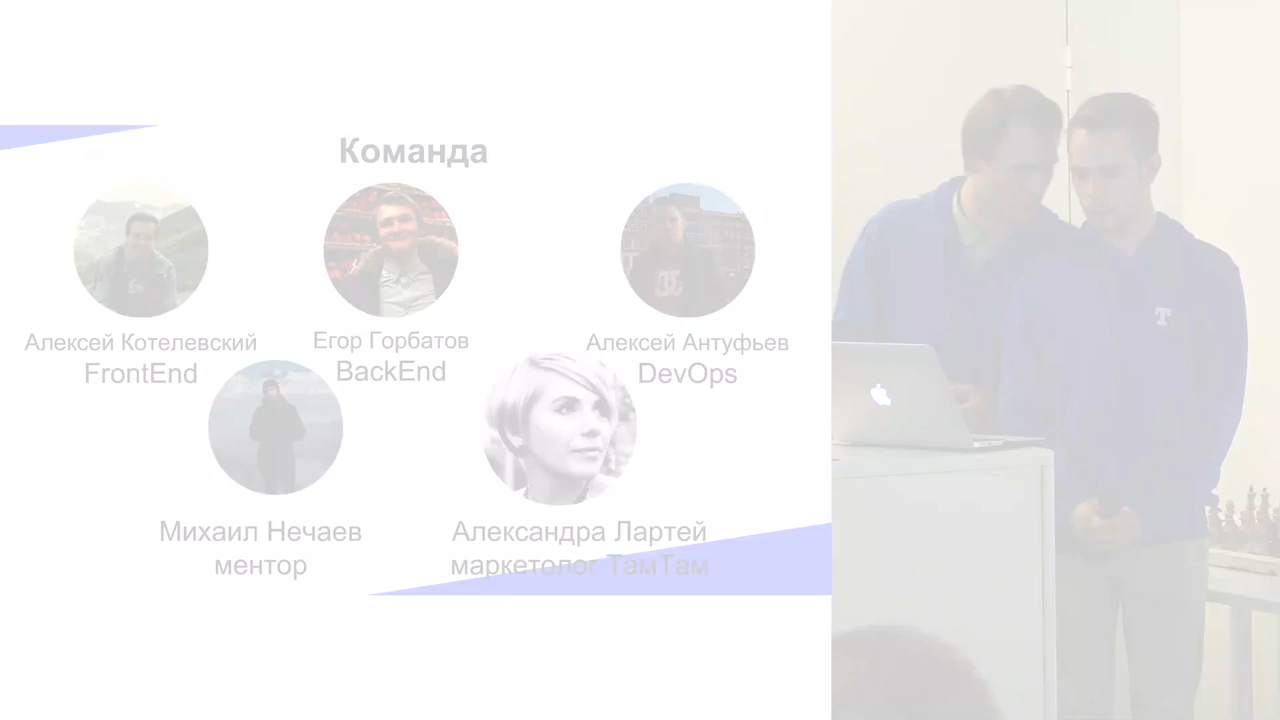 Команда
Алексей Котелевский
FrontEnd
Егор Горбатов
BackEnd
Алексей Антуфьев
DevOps
Михаил Нечаев
ментор
Александра Лартей
маркетолог ТамТам
T